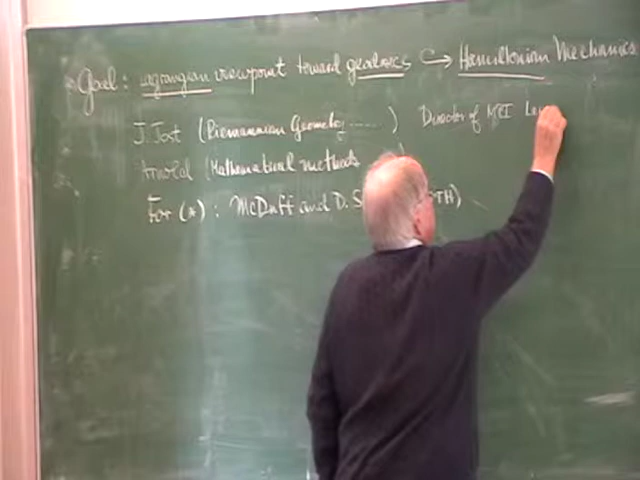 Goal: Lagrangian viewpoint toward geodesics ↪ Hamiltonian Mechanics
J. Jost (Riemannian Geometry ......) Director of MPI
Arnold (Mathematical methods
For (*): McDuff and D. S TH)